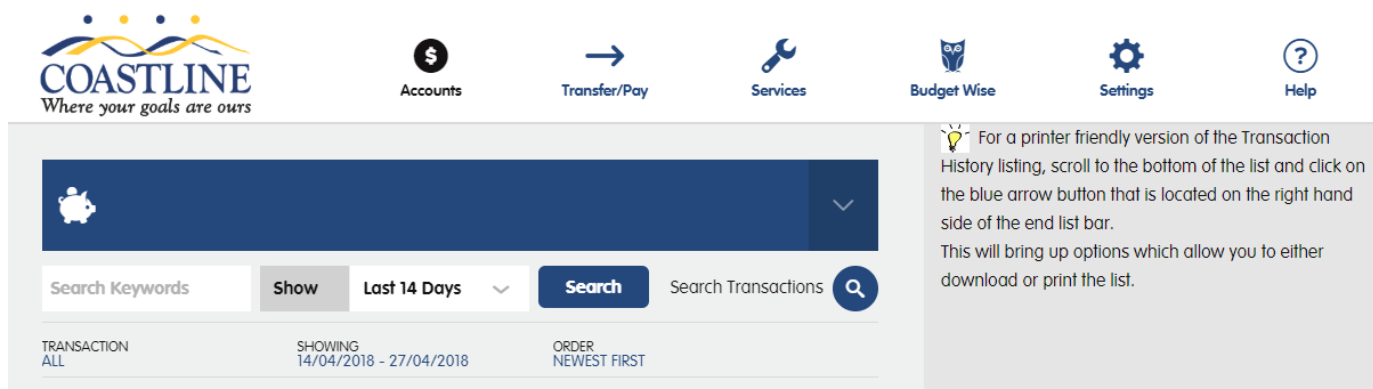 COASTLINE
Where your goals are ours
$
Accounts
Transfer/Pay
Services
Budget Wise
Settings
?
Help
For a printer friendly version of the Transaction
History listing, scroll to the bottom of the list and click on
the blue arrow button that is located on the right hand
side of the end list bar.
This will bring up options which allow you to either
download or print the list.
Search Keywords
Show
Last 14 Days
Search
Search Transactions
TRANSACTION
ALL
SHOWING
14/04/2018 - 27/04/2018
ORDER
NEWEST FIRST